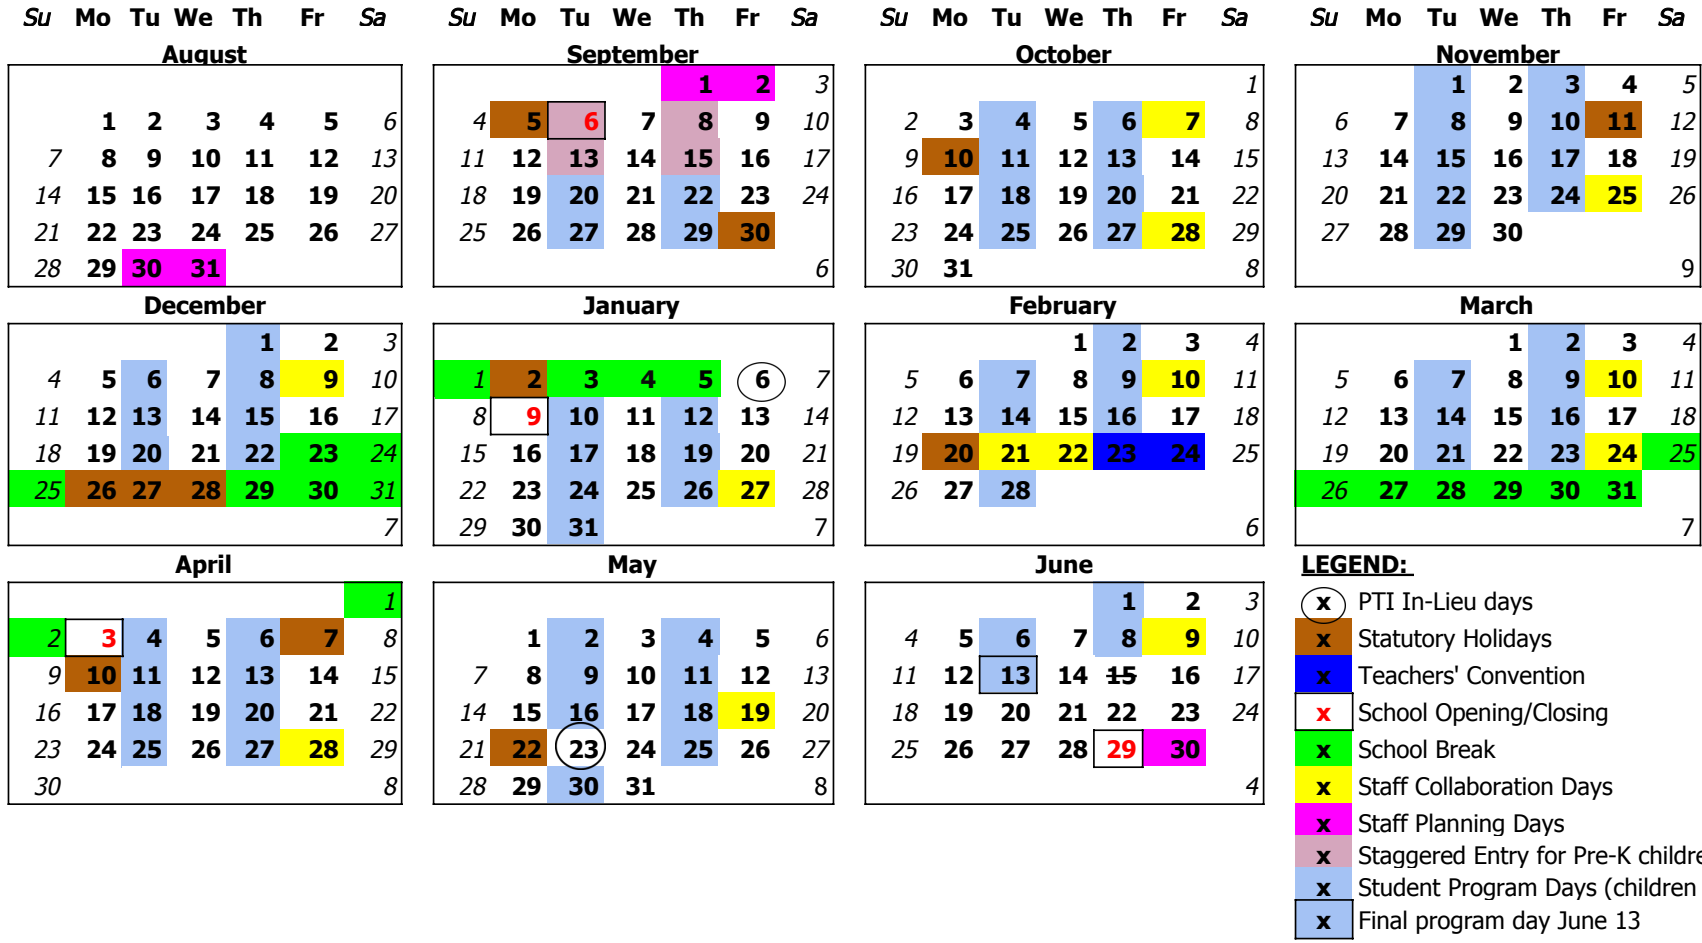 Su Mo Tu We Th Fr Sa Su Mo Tu We Th Fr Sa Su Mo Tu We Th Fr Sa Su Mo Tu We Th Fr Sa
August September October November
1 2 3 1 1 2 3 4 5
1 2 3 4 5 6 4 5 6 7 8 9 10 2 3 4 5 6 7 8 6 7 8 9 10 11 12
7 8 9 10 11 12 13 11 12 13 14 15 16 17 9 10 11 12 13 14 15 13 14 15 16 17 18 19
14 15 16 17 18 19 20 18 19 20 21 22 23 24 16 17 18 19 20 21 22 20 21 22 23 24 25 26
21 22 23 24 25 26 27 25 26 27 28 29 30 23 24 25 26 27 28 29 27 28 29 30
28 29 30 31 6 30 31 8 9
December January February March
1 2 3 1 2 3 4 1 2 3 4
4 5 6 7 8 9 10 1 2 3 4 5 6 7 5 6 7 8 9 10 11 5 6 7 8 9 10 11
11 12 13 14 15 16 17 8 9 10 11 12 13 14 12 13 14 15 16 17 18 12 13 14 15 16 17 18
18 19 20 21 22 23 24 15 16 17 18 19 20 21 19 20 21 22 23 24 25 19 20 21 22 23 24 25
25 26 27 28 29 30 31 22 23 24 25 26 27 28 26 27 28 26 27 28 29 30 31
7 29 30 31 7 6 7
April May June LEGEND:
1 1 2 3 x PTI In-Lieu days
2 3 4 5 6 7 8 1 2 3 4 5 6 4 5 6 7 8 9 10 x Statutory Holidays
9 10 11 12 13 14 15 7 8 9 10 11 12 13 11 12 13 14 15 16 17 x Teachers' Convention
16 17 18 19 20 21 22 14 15 16 17 18 19 20 18 19 20 21 22 23 24 x School Opening/Closing
23 24 25 26 27 28 29 21 22 23 24 25 26 27 25 26 27 28 29 30 x School Break
30 8 28 29 30 31 8 4 x Staff Collaboration Days
x Staff Planning Days
x Staggered Entry for Pre-K childre
x Student Program Days (children
x Final program day June 13